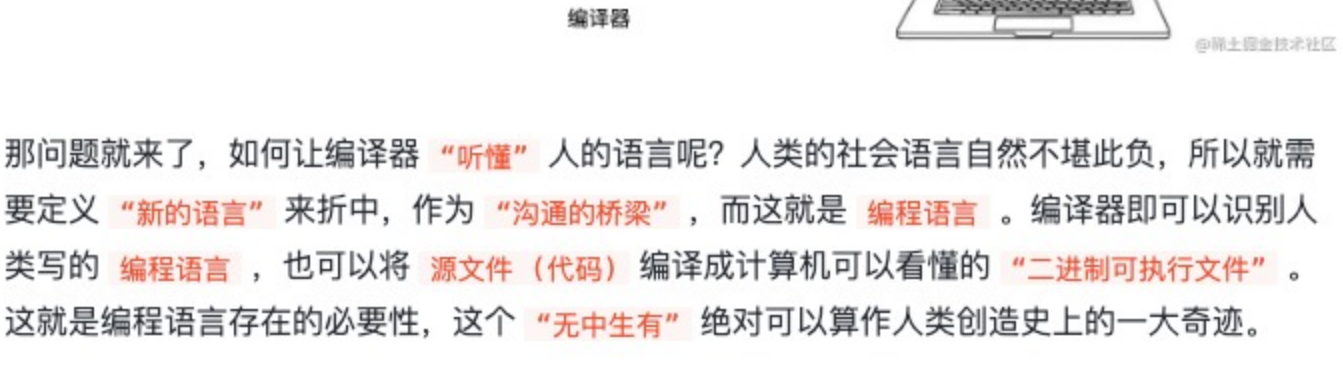 编译器
@稀土掘金技术社区
那问题就来了，如何让编译器 “听懂” 人的语言呢？人类的社会语言自然不堪此负，所以就需
要定义 “新的语言” 来折中，作为 “沟通的桥梁” ，而这就是 编程语言 。编译器即可以识别人
类写的 编程语言 ，也可以将 源文件（代码） 编译成计算机可以看懂的 “二进制可执行文件” 。
这就是编程语言存在的必要性，这个 “无中生有” 绝对可以算作人类创造史上的一大奇迹。